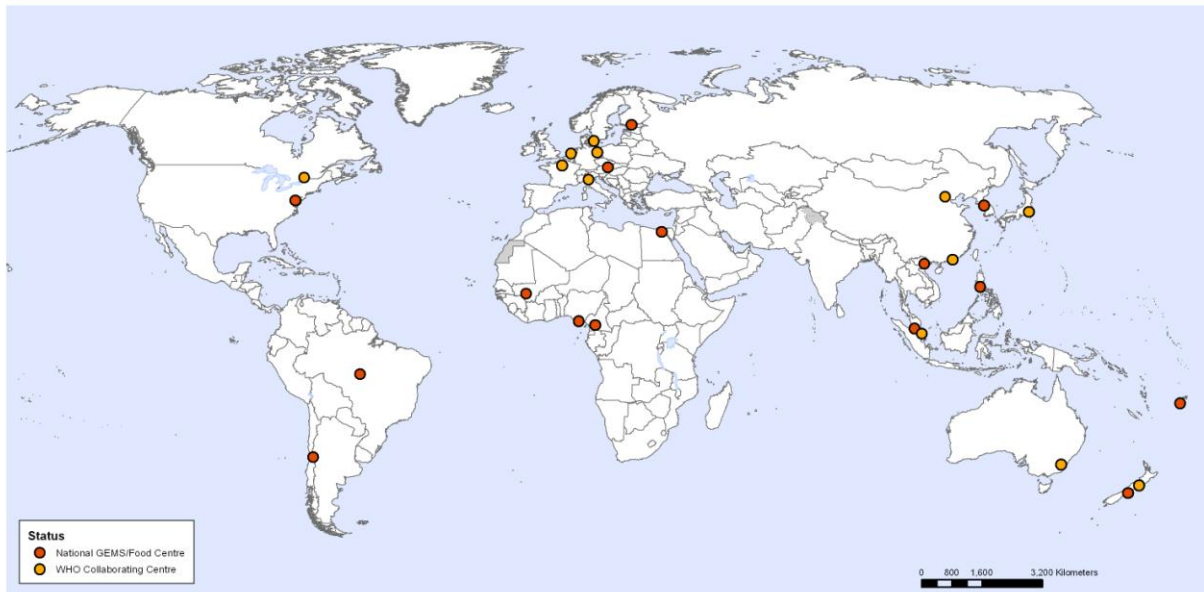 Status
National GEMS/Food Centre
WHO Collaborating Centre
0 800 1,600 3,200 Kilometers